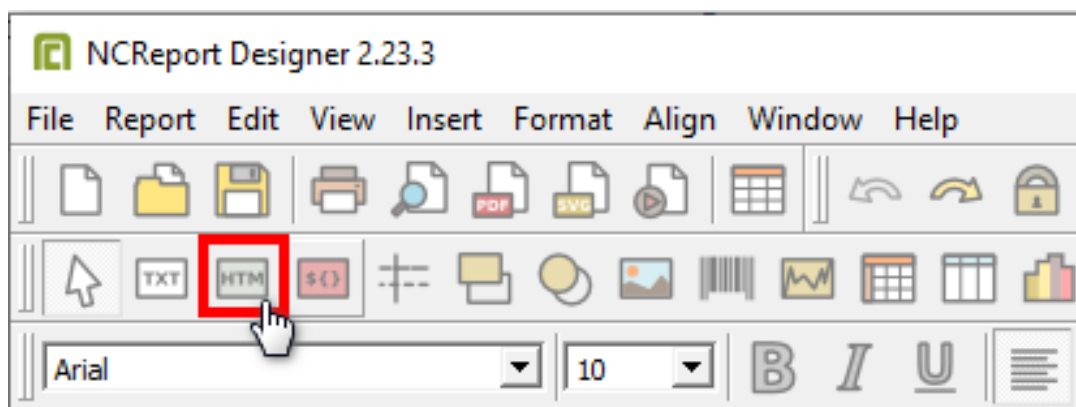 NCReport Designer 2.23.3
File Report Edit View Insert Format Align Window Help
PDF SVG
TXT HTM ${}
Arial 10 B I U